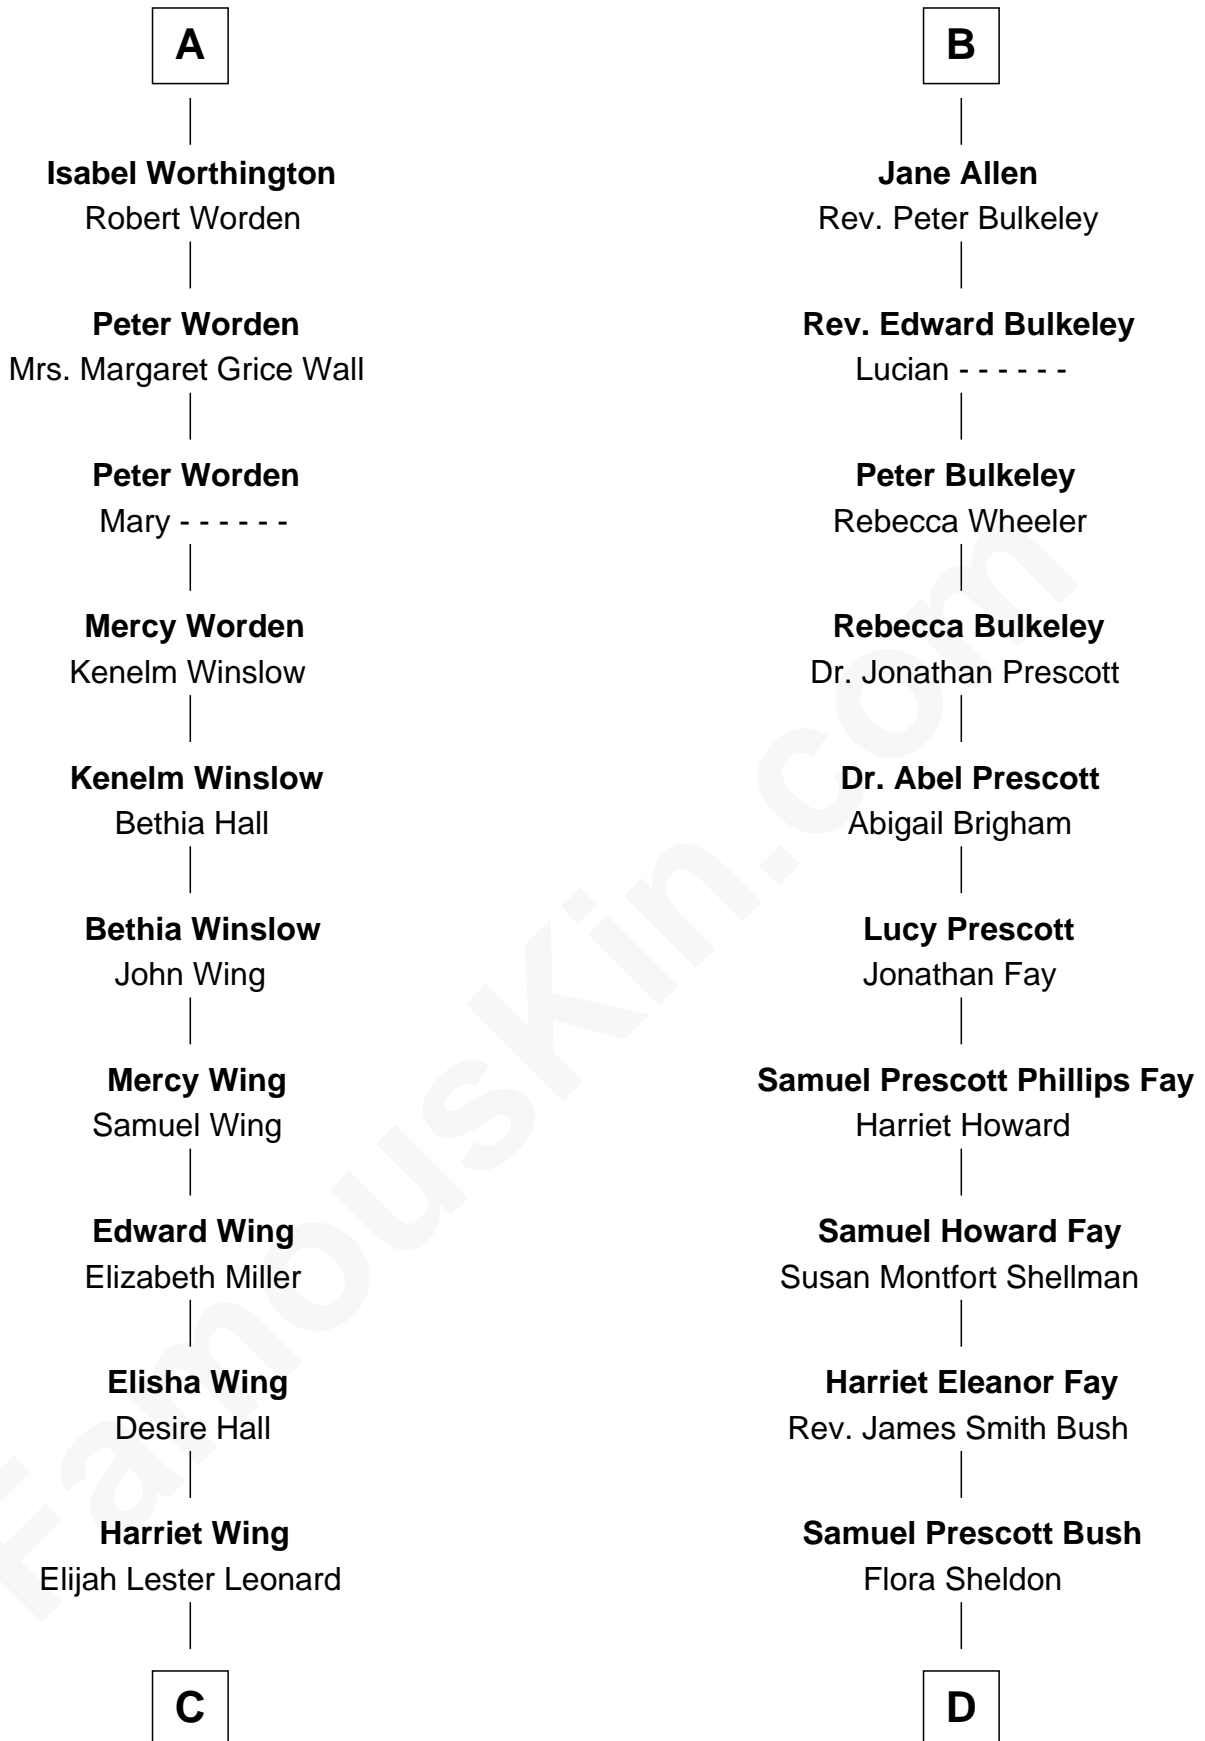 A
Isabel Worthington
Robert Worden
Peter Worden
Mrs. Margaret Grice Wall
Peter Worden
Mary - - - - - -
Mercy Worden
Kenelm Winslow
Kenelm Winslow
Bethia Hall
Bethia Winslow
John Wing
Mercy Wing
Samuel Wing
Edward Wing
Elizabeth Miller
Elisha Wing
Desire Hall
Harriet Wing
Elijah Lester Leonard
C
B
Jane Allen
Rev. Peter Bulkeley
Rev. Edward Bulkeley
Lucian - - - - - -
Peter Bulkeley
Rebecca Wheeler
Rebecca Bulkeley
Dr. Jonathan Prescott
Dr. Abel Prescott
Abigail Brigham
Lucy Prescott
Jonathan Fay
Samuel Prescott Phillips Fay
Harriet Howard
Samuel Howard Fay
Susan Montfort Shellman
Harriet Eleanor Fay
Rev. James Smith Bush
Samuel Prescott Bush
Flora Sheldon
D
FamousKin.com